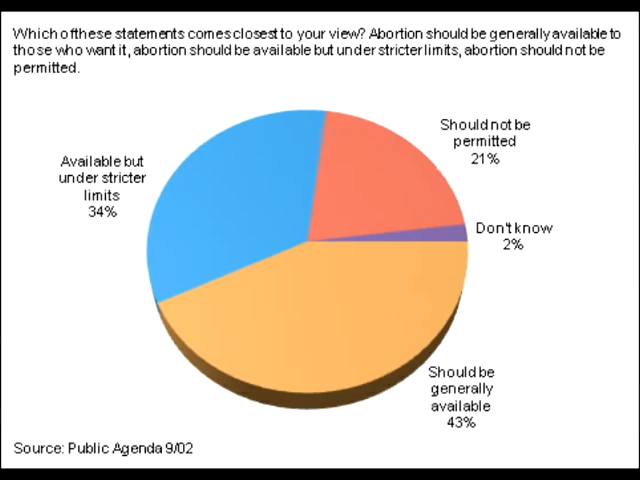 Which of these statements comes closest to your view? Abortion should be generally available to
those who want it, abortion should be available but under stricter limits, abortion should not be
permitted.
Should not be
permitted
21%
Available but
under stricter
limits
34%
Don't know
2%
Should be
generally
available
43%
Source: Public Agenda 9/02